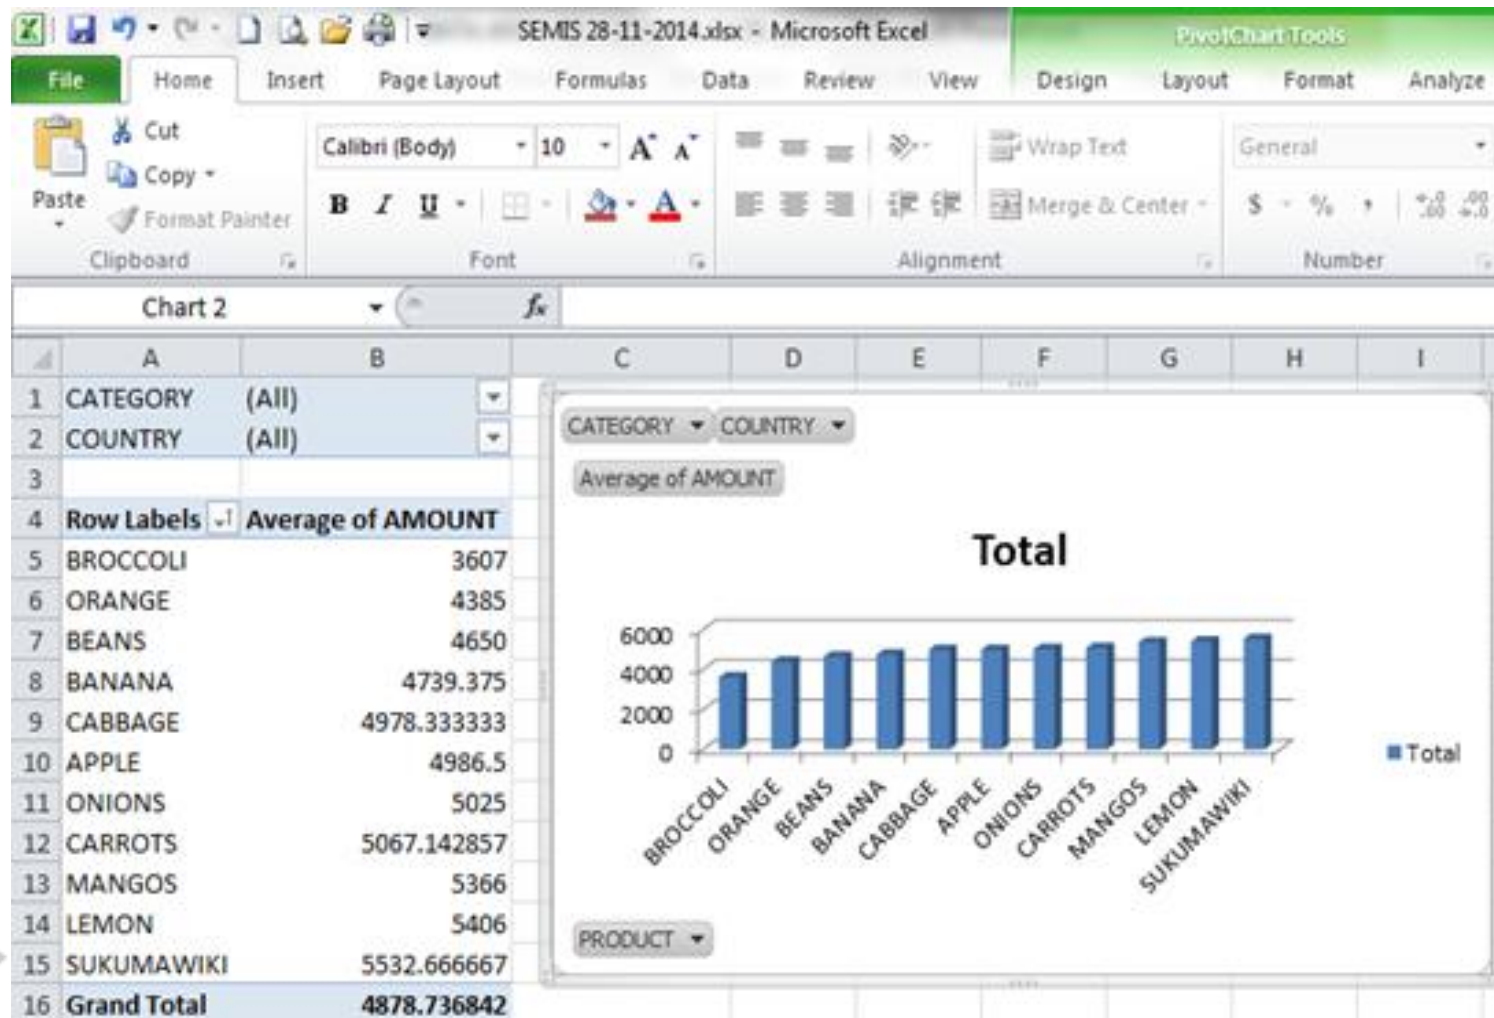 SEMIS 28-11-2014.xlsx - Microsoft Excel
PivotChart Tools
File Home Insert Page Layout Formulas Data Review View Design Layout Format Analyze
Paste
Cut
Copy
Format Painter
Clipboard
Calibri (Body) 10 A A
B I U A
Font
Wrap Text
Merge & Center
Alignment
General
$ % , .00 .00
Number
Chart 2 fx
A B C D E F G H I
1 CATEGORY (All)
2 COUNTRY (All)
3
4 Row Labels Average of AMOUNT
5 BROCCOLI 3607
6 ORANGE 4385
7 BEANS 4650
8 BANANA 4739.375
9 CABBAGE 4978.333333
10 APPLE 4986.5
11 ONIONS 5025
12 CARROTS 5067.142857
13 MANGOS 5366
14 LEMON 5406
15 SUKUMAWIKI 5532.666667
16 Grand Total 4878.736842
CATEGORY COUNTRY
Average of AMOUNT
Total
6000
4000
2000
0
BROCCOLI ORANGE BEANS BANANA CABBAGE APPLE ONIONS CARROTS MANGOS LEMON SUKUMAWIKI
Total
PRODUCT